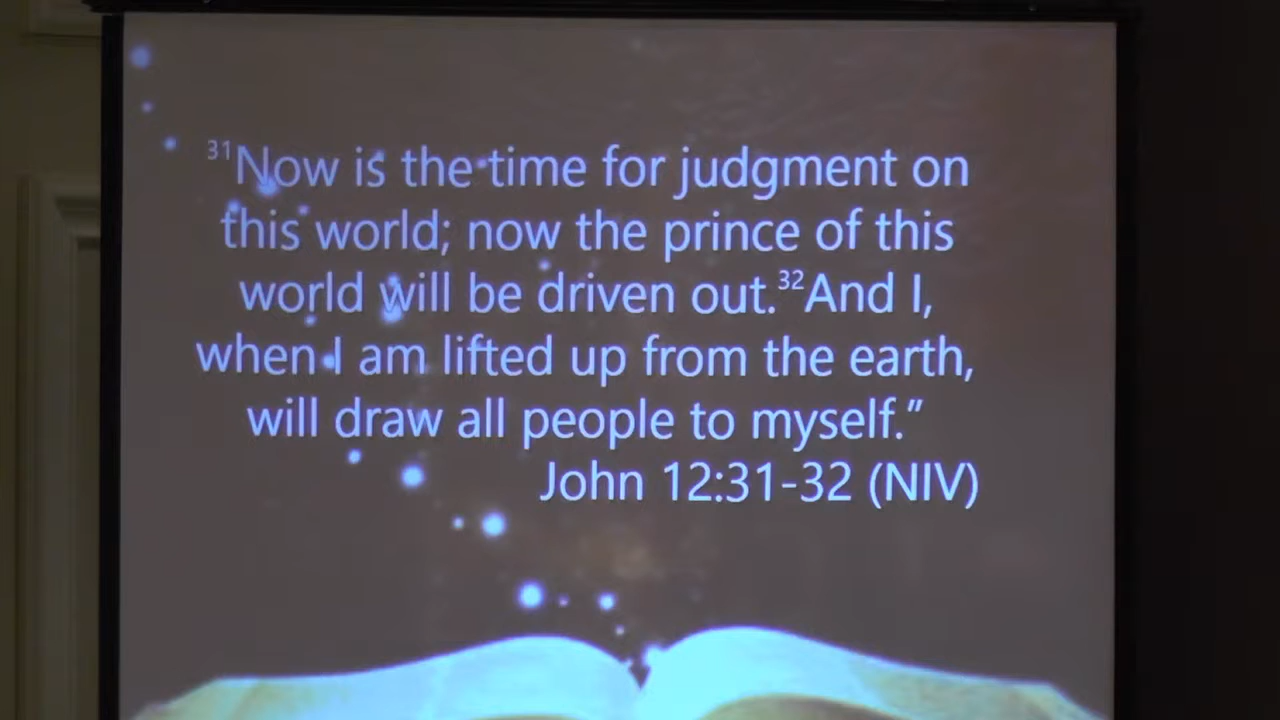 ³¹Now is the time for judgment on
this world; now the prince of this
world will be driven out.³²And I,
when I am lifted up from the earth,
will draw all people to myself.”
John 12:31-32 (NIV)